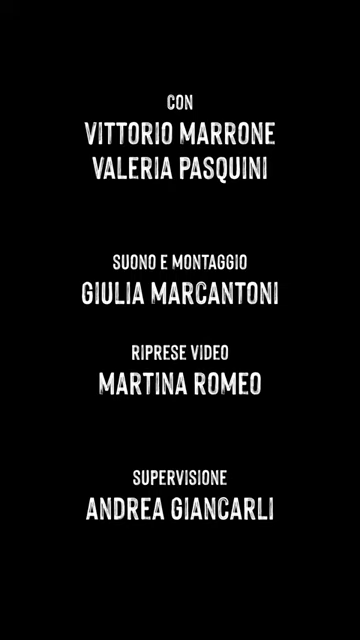 CON
VITTORIO MARRONE
VALERIA PASQUINI
SUONO E MONTAGGIO
GIULIA MARCANTONI
RIPRESE VIDEO
MARTINA ROMEO
SUPERVISIONE
ANDREA GIANCARLI